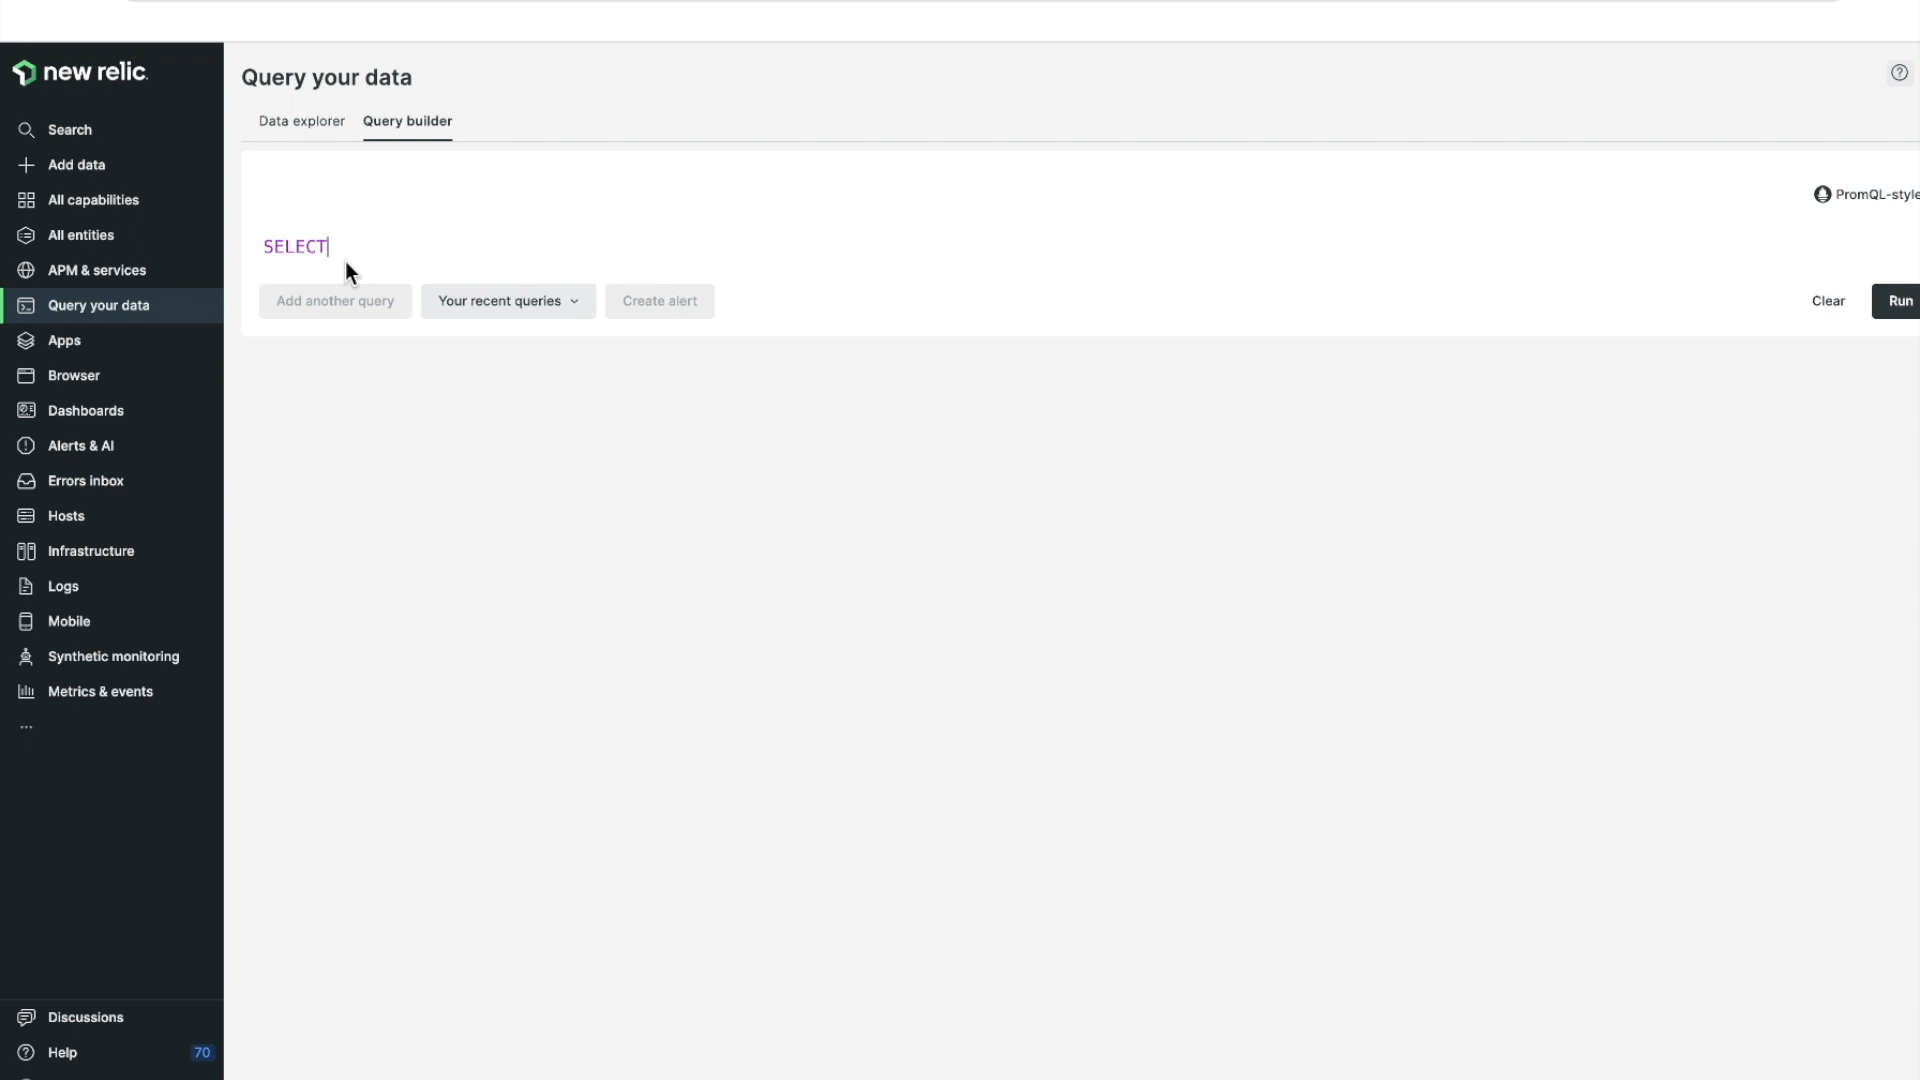 new relic.
Search
Add data
All capabilities
All entities
APM & services
Query your data
Apps
Browser
Dashboards
Alerts & AI
Errors inbox
Hosts
Infrastructure
Logs
Mobile
Synthetic monitoring
Metrics & events
...
Discussions
Help 70
Query your data
Data explorer Query builder
PromQL-style
SELECT
Add another query Your recent queries Create alert Clear Run